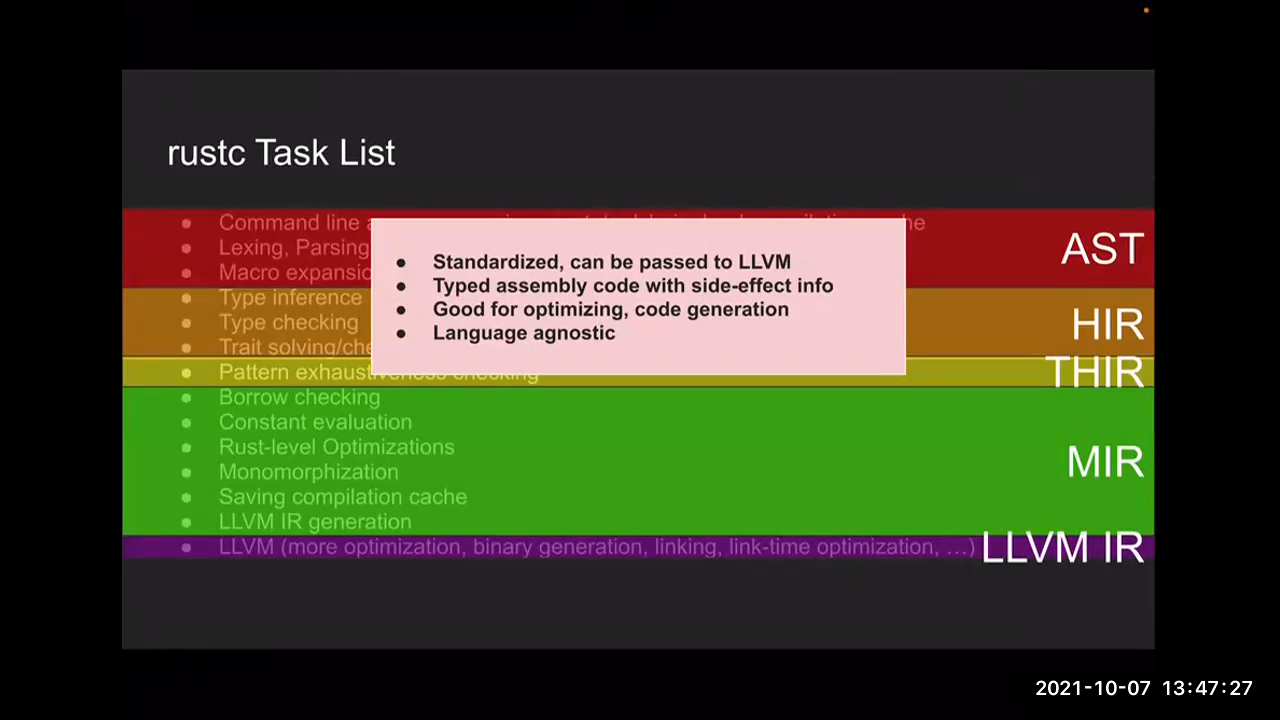 rustc Task List
Command line
he
Lexing, Parsing
AST
Macro
Type inference
Type checking
HIR
Trait
Pattern exhaustiveness checking
THIR
Standardized, can be passed to LLVM
Typed assembly code with side-effect info
Good for optimizing, code generation
Language agnostic
Borrow checking
Constant evaluation
Rust-level Optimizations
MIR
Monomorphization
Saving compilation cache
LLVM IR generation
LLVM (more optimization, binary generation, linking, link-time optimization, …)
LLVM IR
2021-10-07 13:47:27